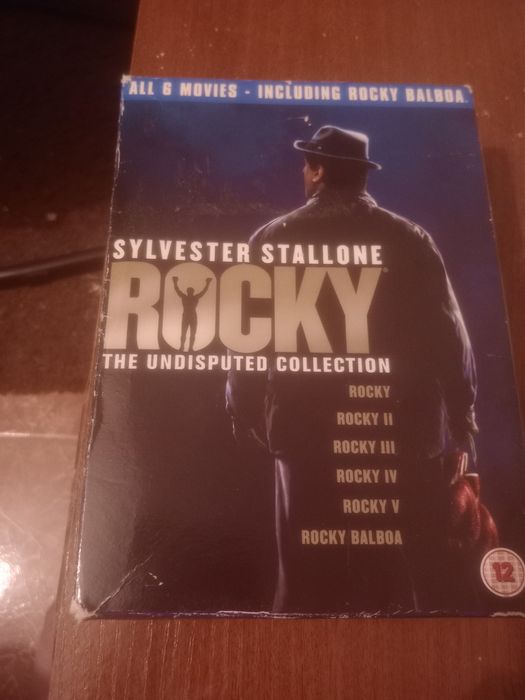 ALL 6 MOVIES - INCLUDING ROCKY BALBOA
SYLVESTER STALLONE
ROCKY®
THE UNDISPUTED COLLECTION
ROCKY
ROCKY II
ROCKY III
ROCKY IV
ROCKY V
ROCKY BALBOA
12